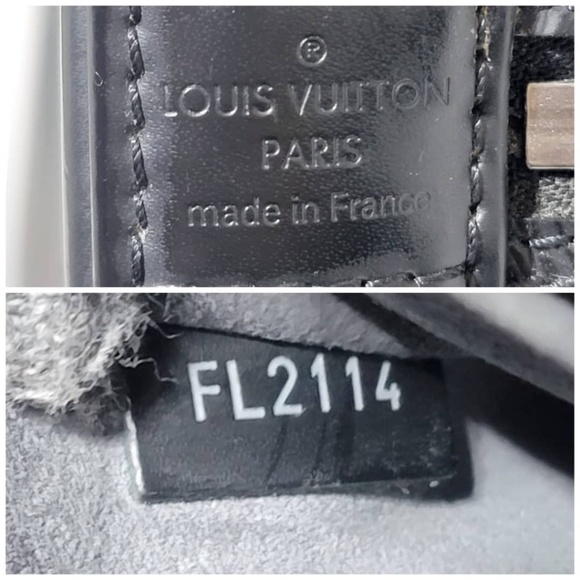 ®
LOUIS VUITTON
PARIS
made in France
FL2114